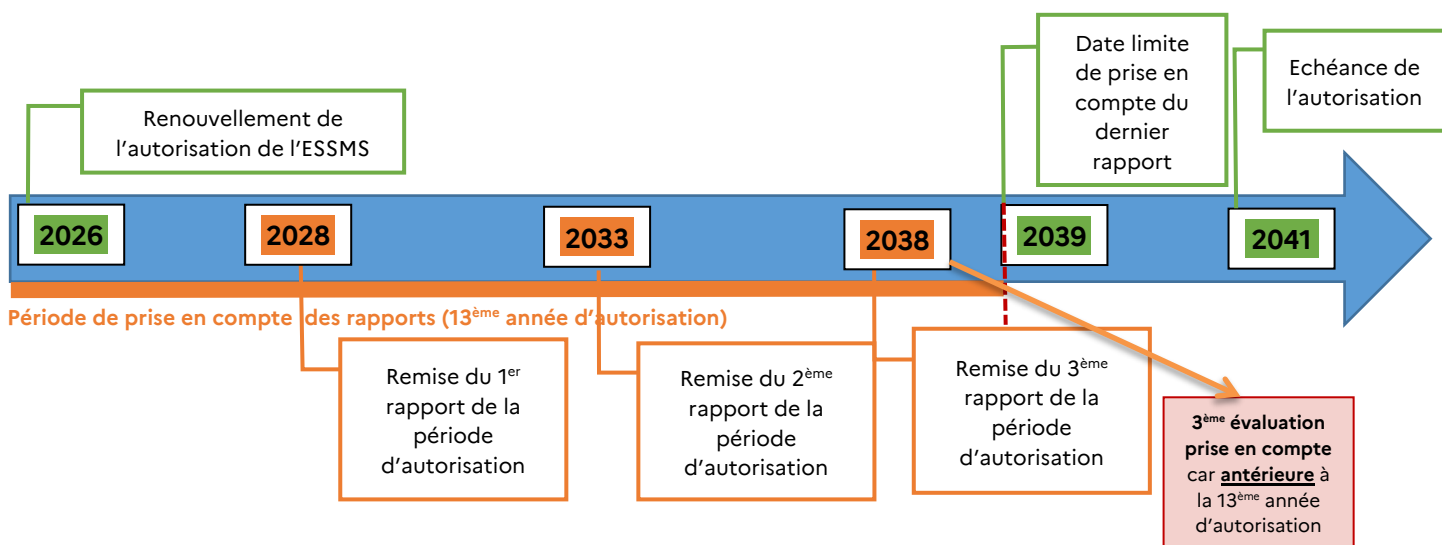 Renouvellement de
l'autorisation de l'ESSMS
Date limite
de prise en
compte du
dernier
rapport
Echéance de
l'autorisation
2026
2028
2033
2038
2039
2041
Période de prise en compte des rapports (13ème année d'autorisation)
Remise du 1er
rapport de la
période
d'autorisation
Remise du 2ème
rapport de la
période
d'autorisation
Remise du 3ème
rapport de la
période
d'autorisation
3ème évaluation
prise en compte
car antérieure à
la 13ème année
d'autorisation